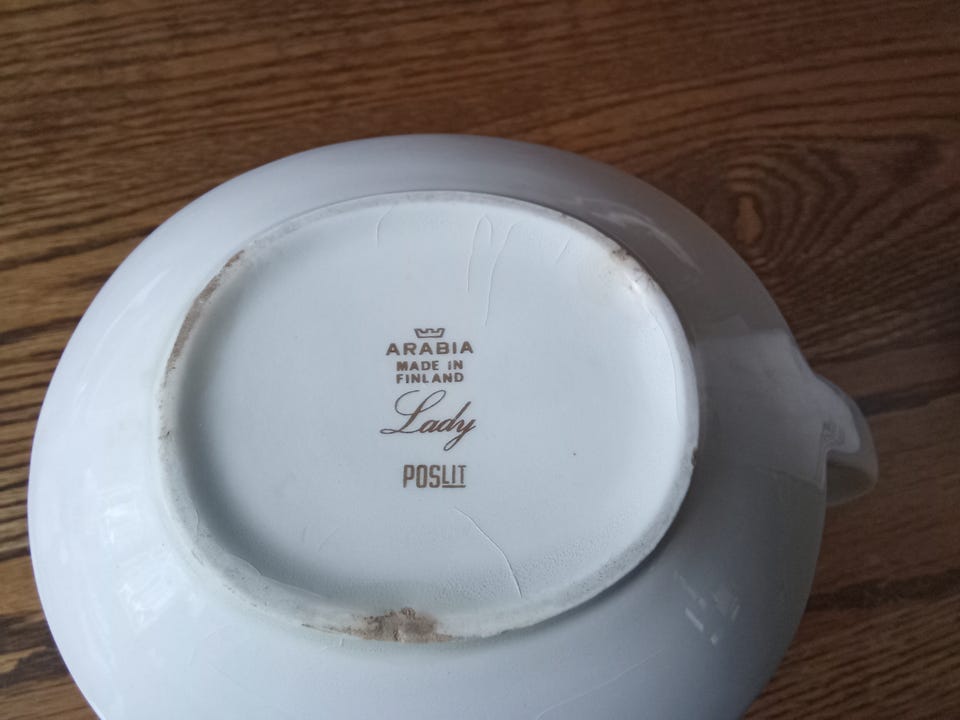 ARABIA
MADE IN
FINLAND
Lady
POSLIT